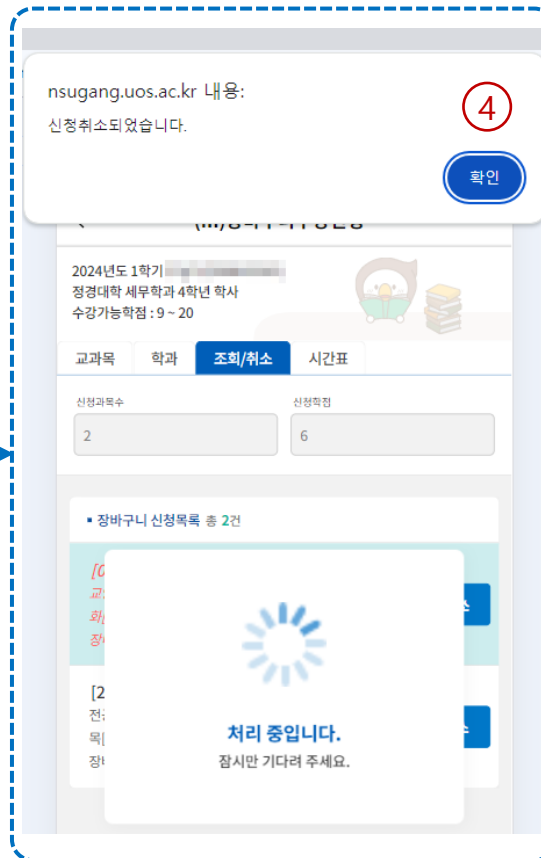 nsugang.uos.ac.kr 내용:
④
신청취소되었습니다.
확인
2024년도 1학기
정경대학 세무학과 4학년 학사
수강가능학점 : 9 ~ 20
교과목 학과 조회/취소 시간표
신청과목수 신청학점
2 6
▪ 장바구니 신청목록 총 2건
[2
처리 중입니다.
잠시만 기다려 주세요.